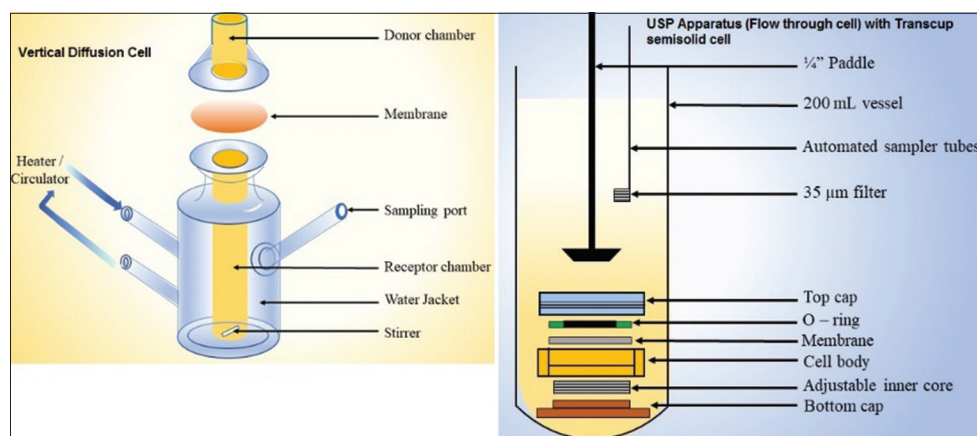 Vertical Diffusion Cell
Donor chamber
Membrane
Heater /
Circulator
Sampling port
Receptor chamber
Water Jacket
Stirrer
USP Apparatus (Flow through cell) with Transcup
semisolid cell
¼” Paddle
200 mL vessel
Automated sampler tubes
35 µm filter
Top cap
O – ring
Membrane
Cell body
Adjustable inner core
Bottom cap